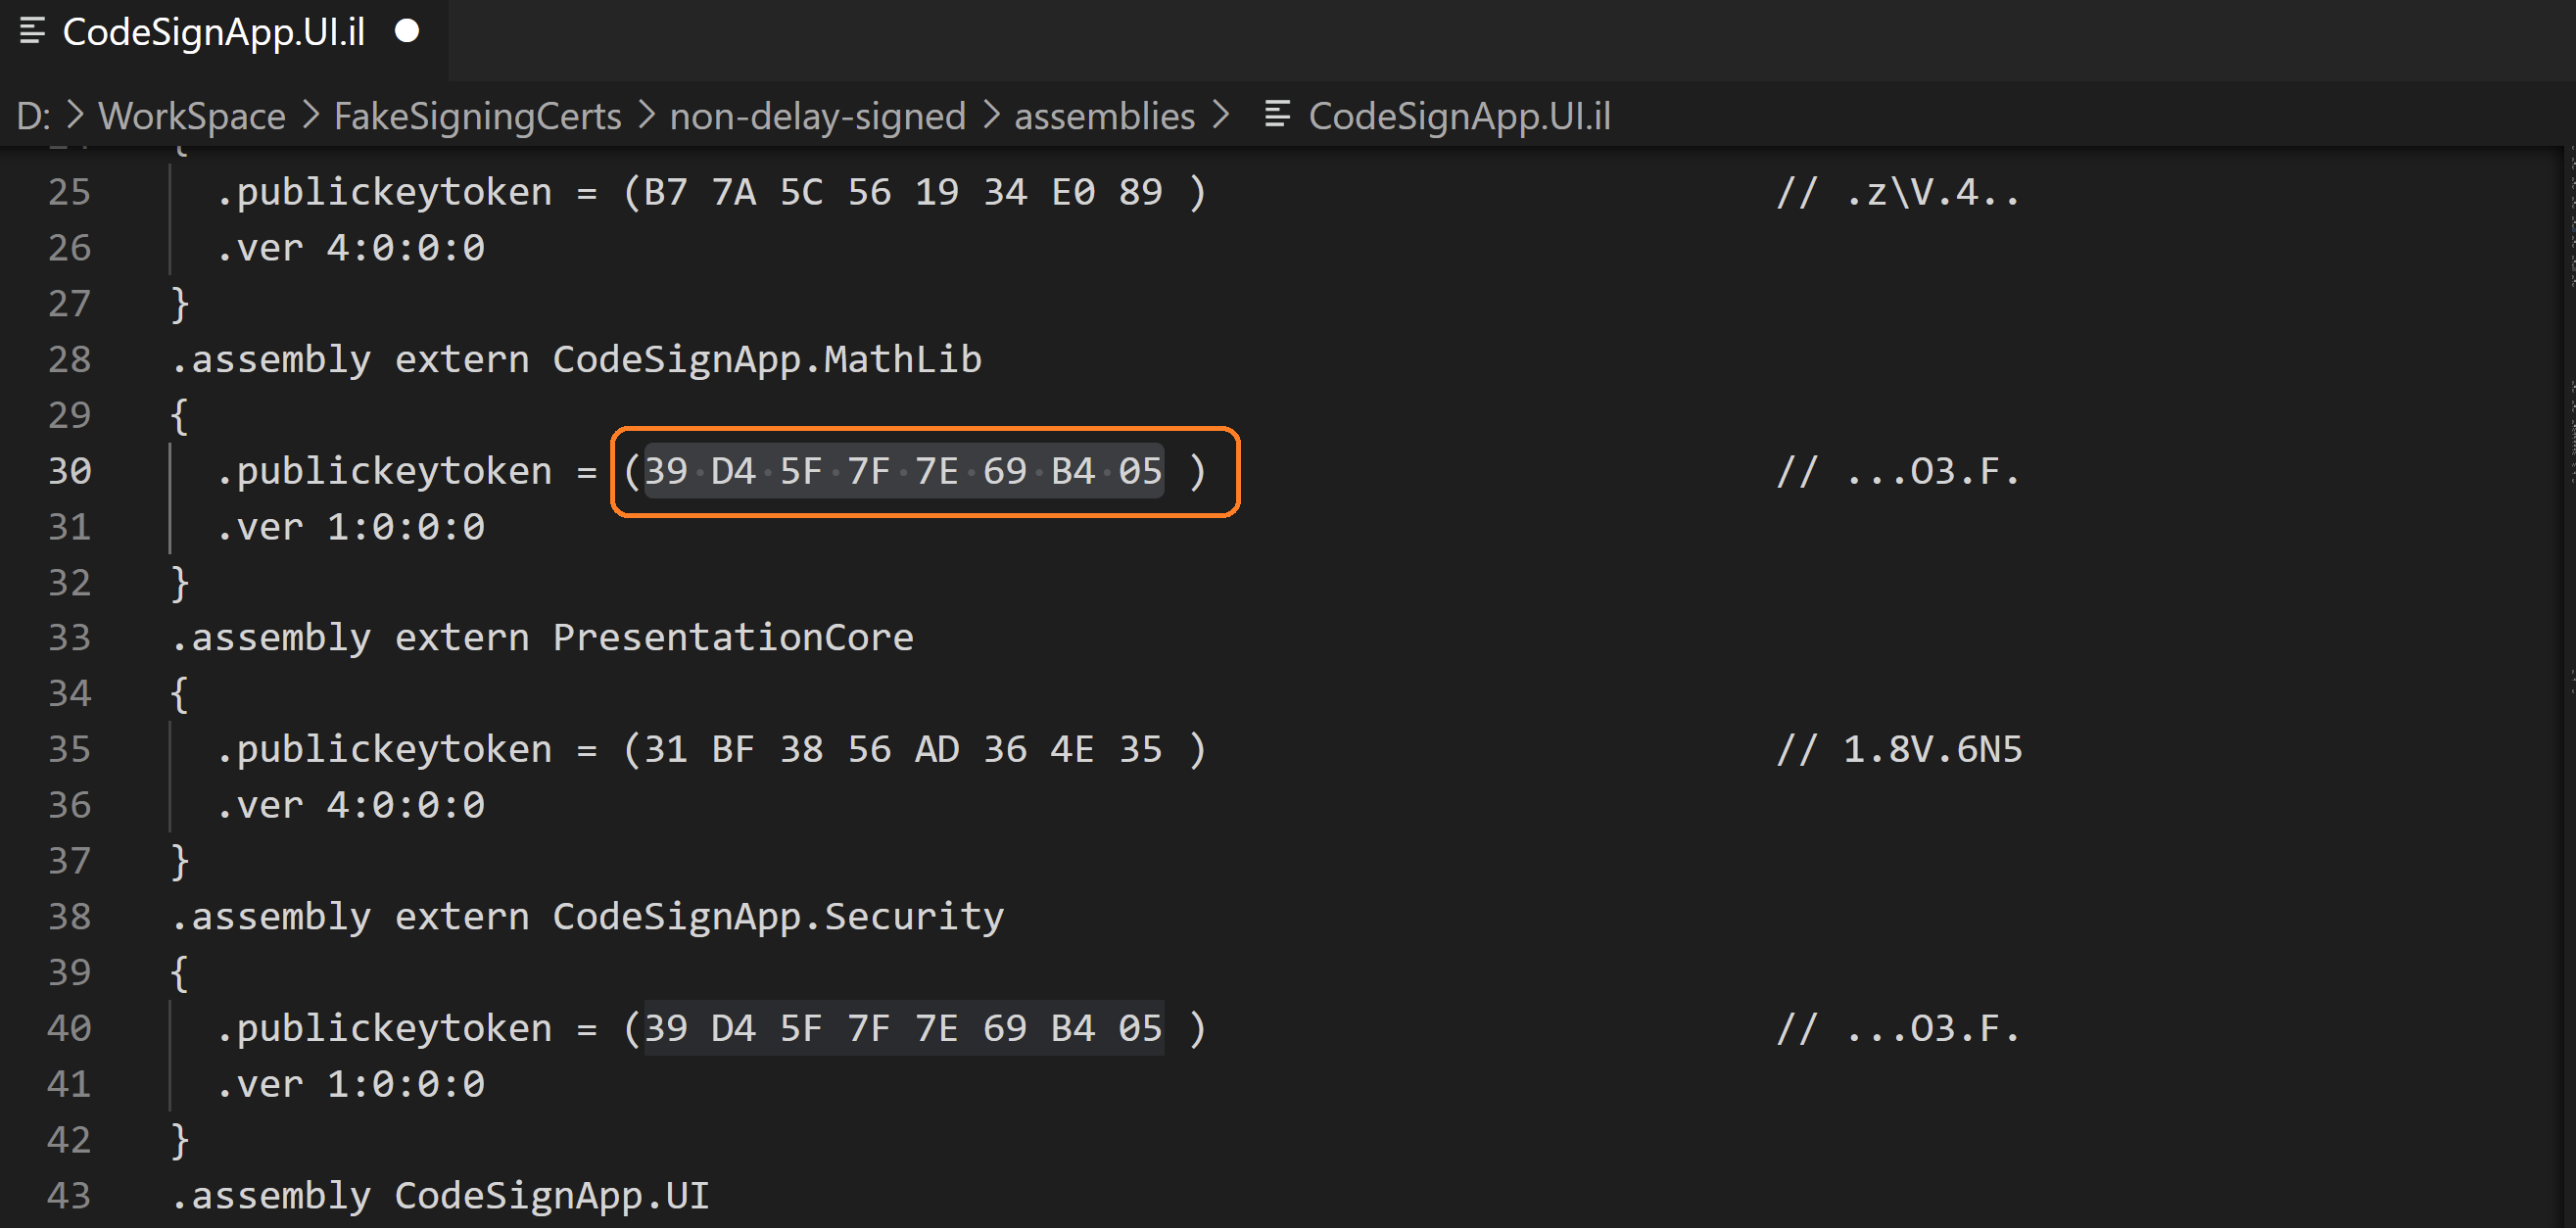 CodeSignApp.UI.il ●
D: > WorkSpace > FakeSigningCerts > non-delay-signed > assemblies > CodeSignApp.UI.il
24 {
25 .publickeytoken = (B7 7A 5C 56 19 34 E0 89 ) // .z\V.4..
26 .ver 4:0:0:0
27 }
28 .assembly extern CodeSignApp.MathLib
29 {
30 .publickeytoken = (39 D4 5F 7F 7E 69 B4 05 ) // ...O3.F.
31 .ver 1:0:0:0
32 }
33 .assembly extern PresentationCore
34 {
35 .publickeytoken = (31 BF 38 56 AD 36 4E 35 ) // 1.8V.6N5
36 .ver 4:0:0:0
37 }
38 .assembly extern CodeSignApp.Security
39 {
40 .publickeytoken = (39 D4 5F 7F 7E 69 B4 05 ) // ...O3.F.
41 .ver 1:0:0:0
42 }
43 .assembly CodeSignApp.UI